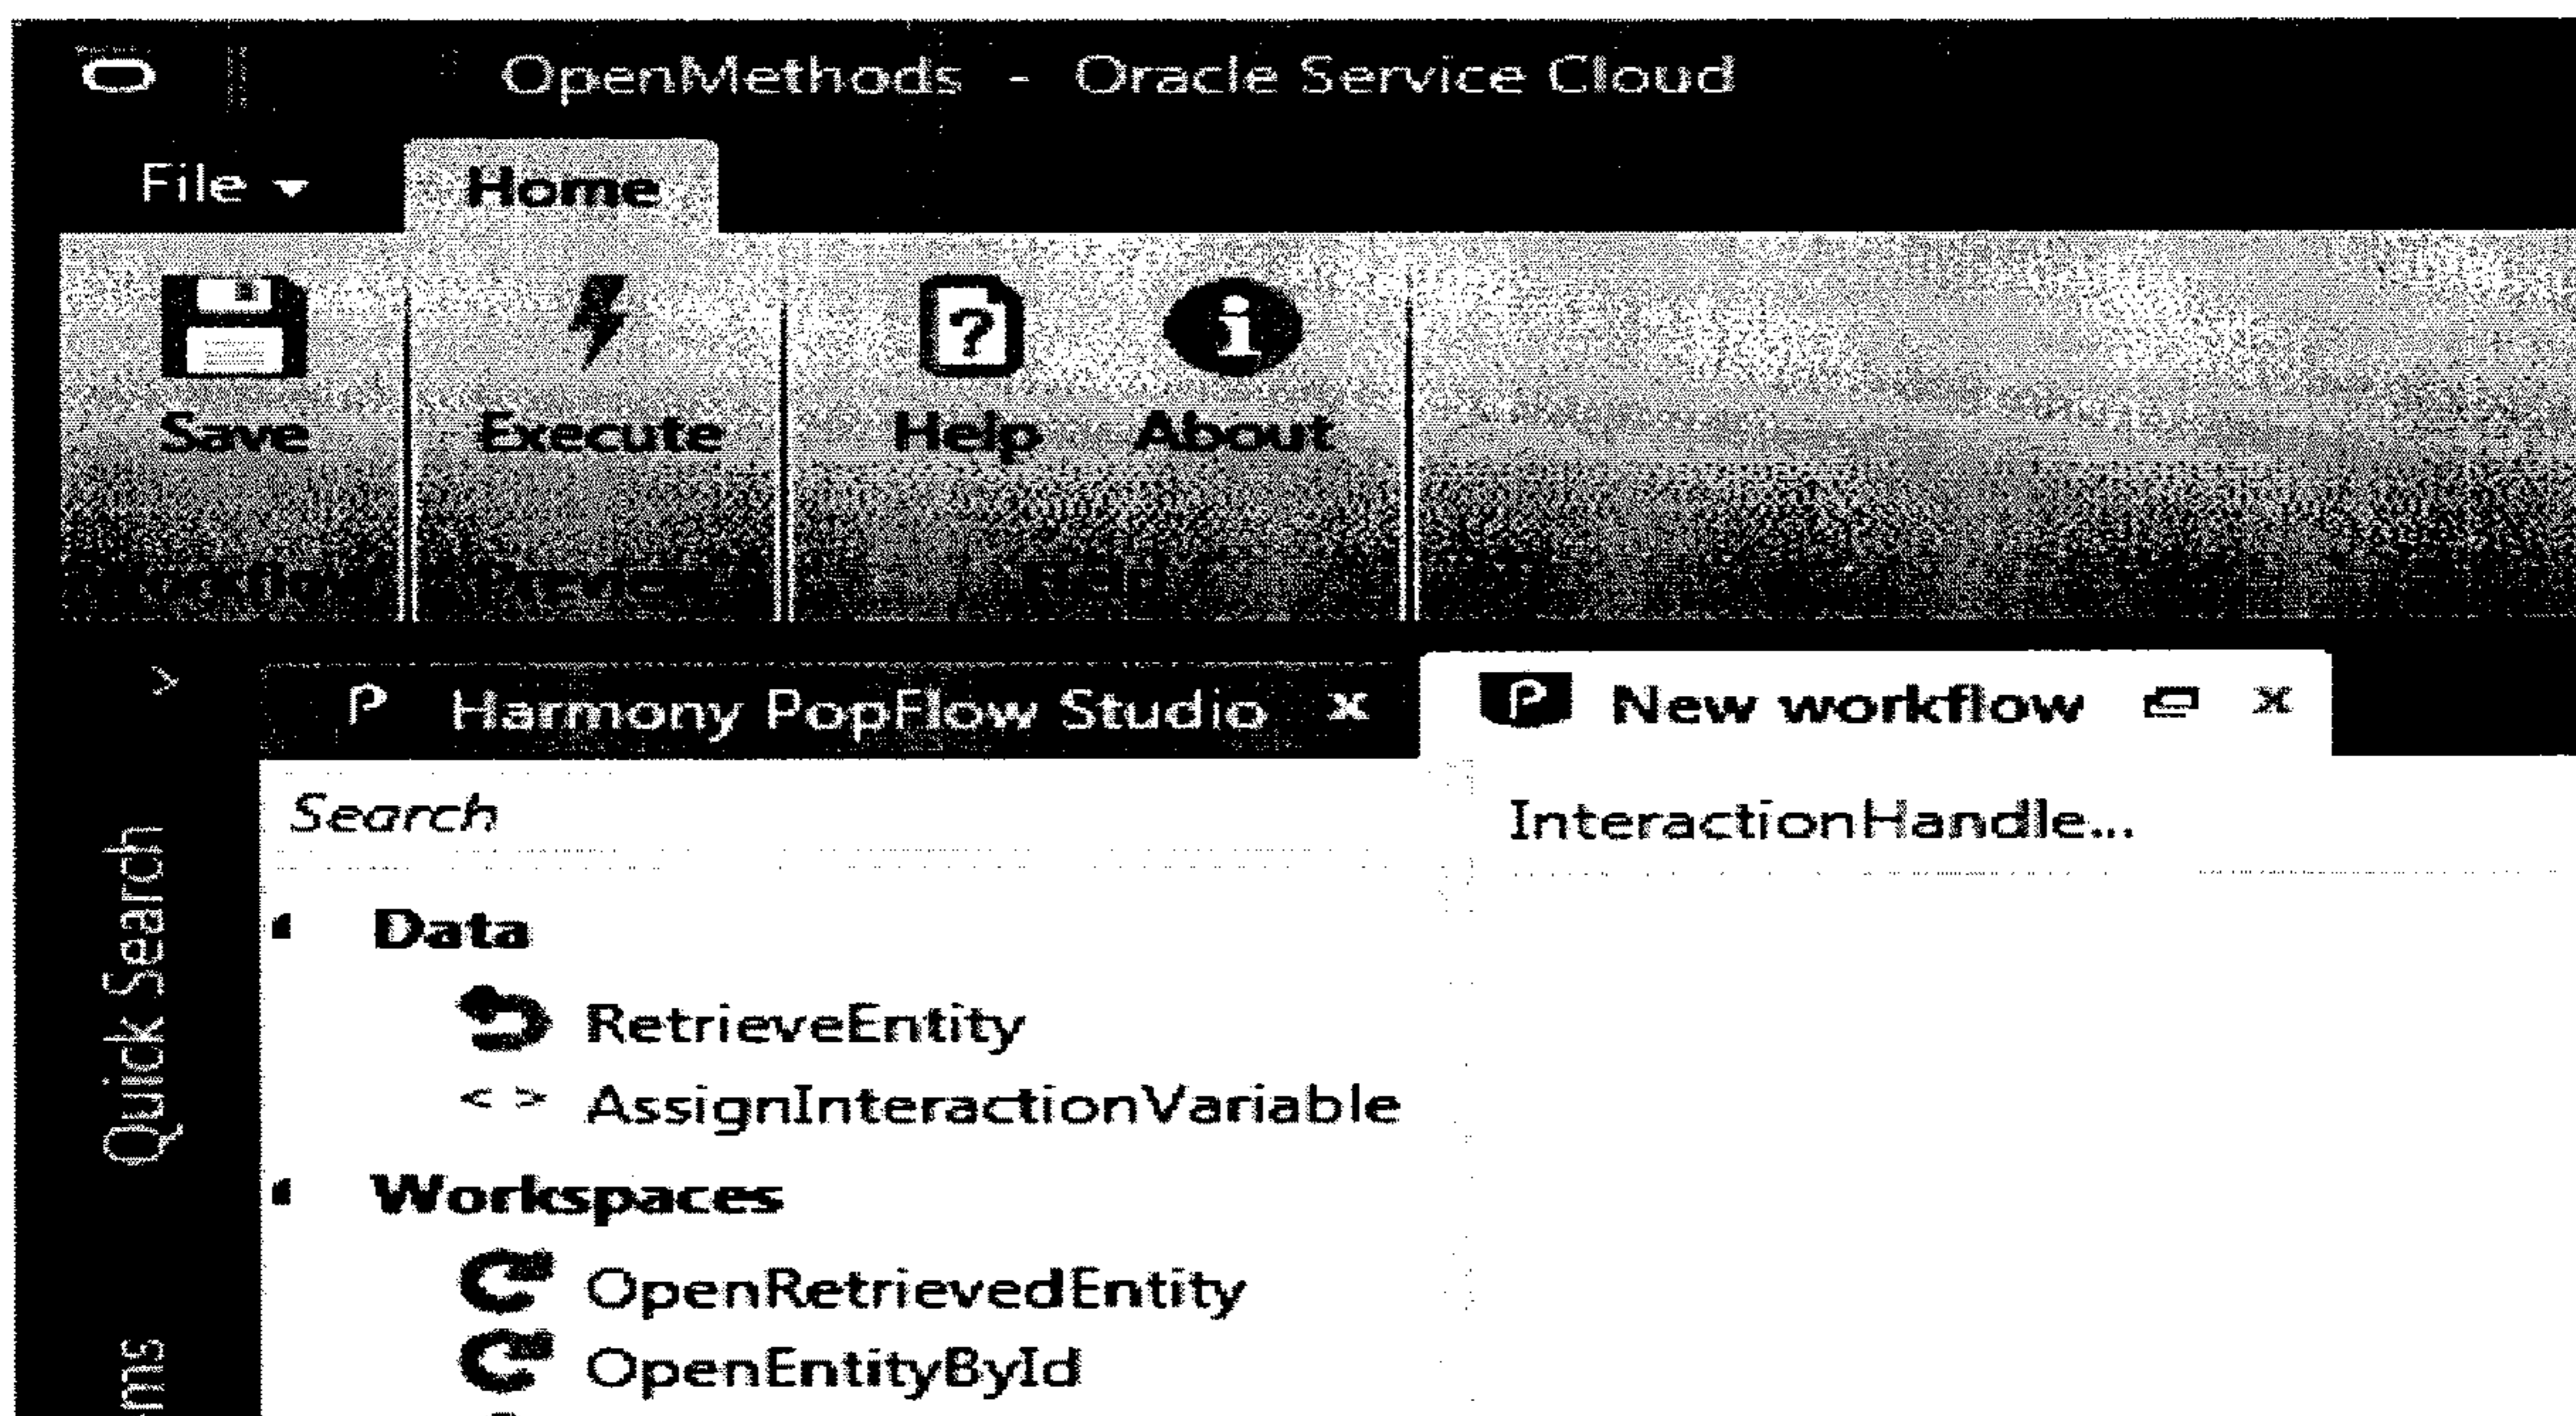 OpenMethods - Oracle Service Cloud
File Home
Save Execute Help About
Harmony PopFlow Studio x New workflow x
Search
InteractionHandle...
Quick Search
Data
RetrieveEntity
< > AssignInteractionVariable
Workspaces
OpenRetrievedEntity
OpenEntityById